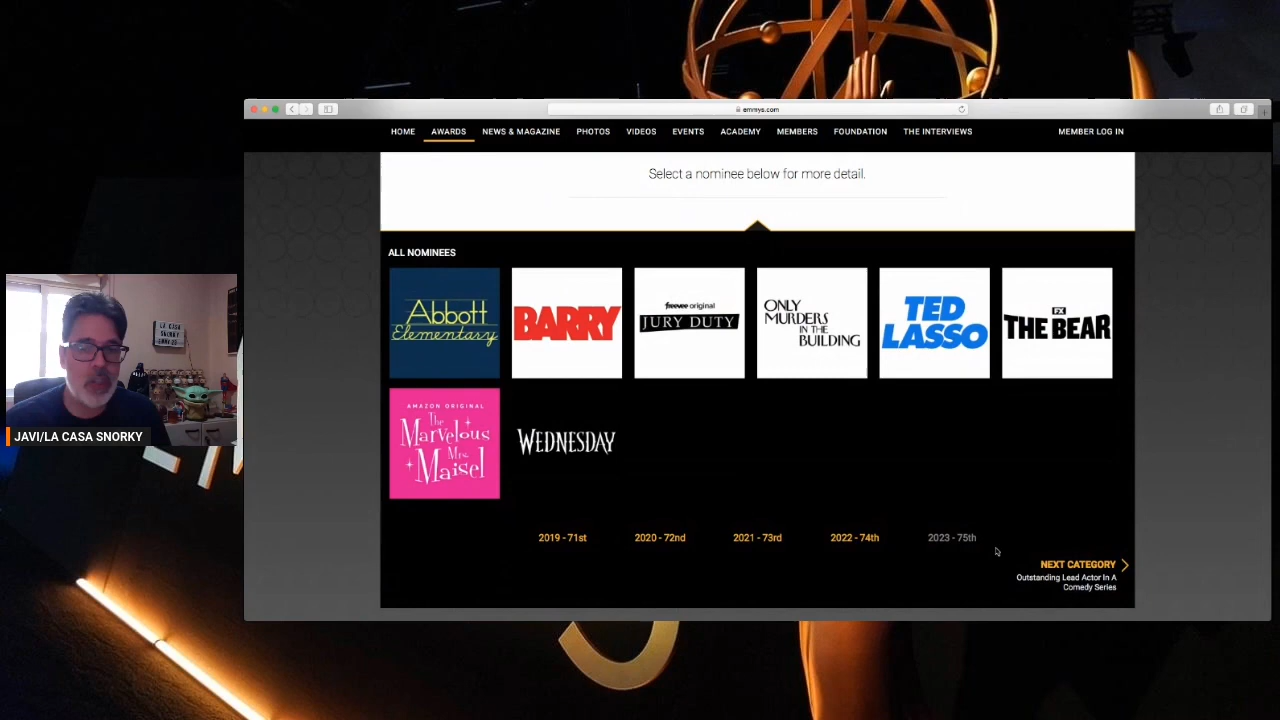 emmys.com
HOME
AWARDS
NEWS & MAGAZINE
PHOTOS
VIDEOS
EVENTS
ACADEMY
MEMBERS
FOUNDATION
THE INTERVIEWS
MEMBER LOG IN
Select a nominee below for more detail.
ALL NOMINEES
Abbott
Elementary
BARRY
freevee original
JURY DUTY
ONLY
MURDERS
IN THE
BUILDING
TED
LASSO
FX
THE BEAR
AMAZON ORIGINAL
The
Marvelous
Mrs.
Maisel
WEDNESDAY
2019 - 71st
2020 - 72nd
2021 - 73rd
2022 - 74th
2023 - 75th
NEXT CATEGORY
Outstanding Lead Actor In A
Comedy Series
LA CASA
SNORKY
JAVI/LA CASA SNORKY